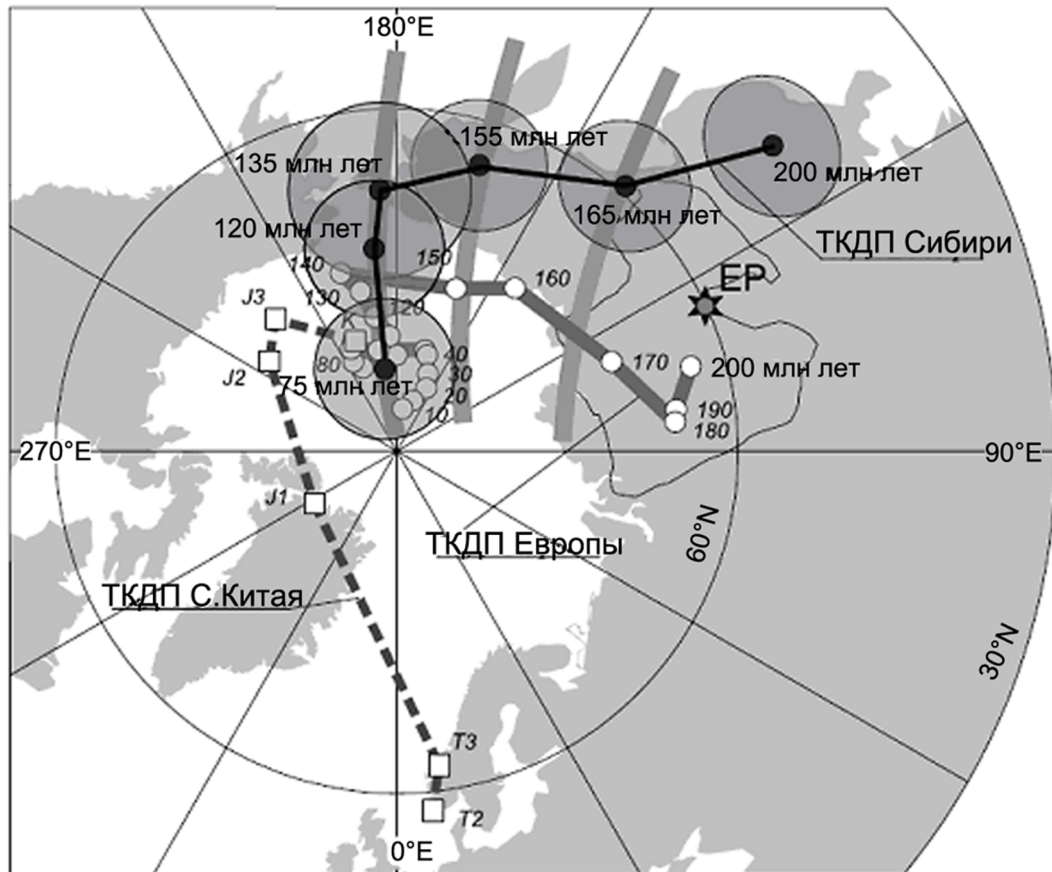 180°E
155 млн лет
135 млн лет
200 млн лет
165 млн лет
120 млн лет
ТКДП Сибири
140
150
160
EP
130
120
J3
K
J2
80
40
170
200 млн лет
75 млн лет
30
20
190
10
180
270°E
90°E
J1
60°N
ТКДП Европы
ТКДП С.Китая
30°N
T3
T2
0°E